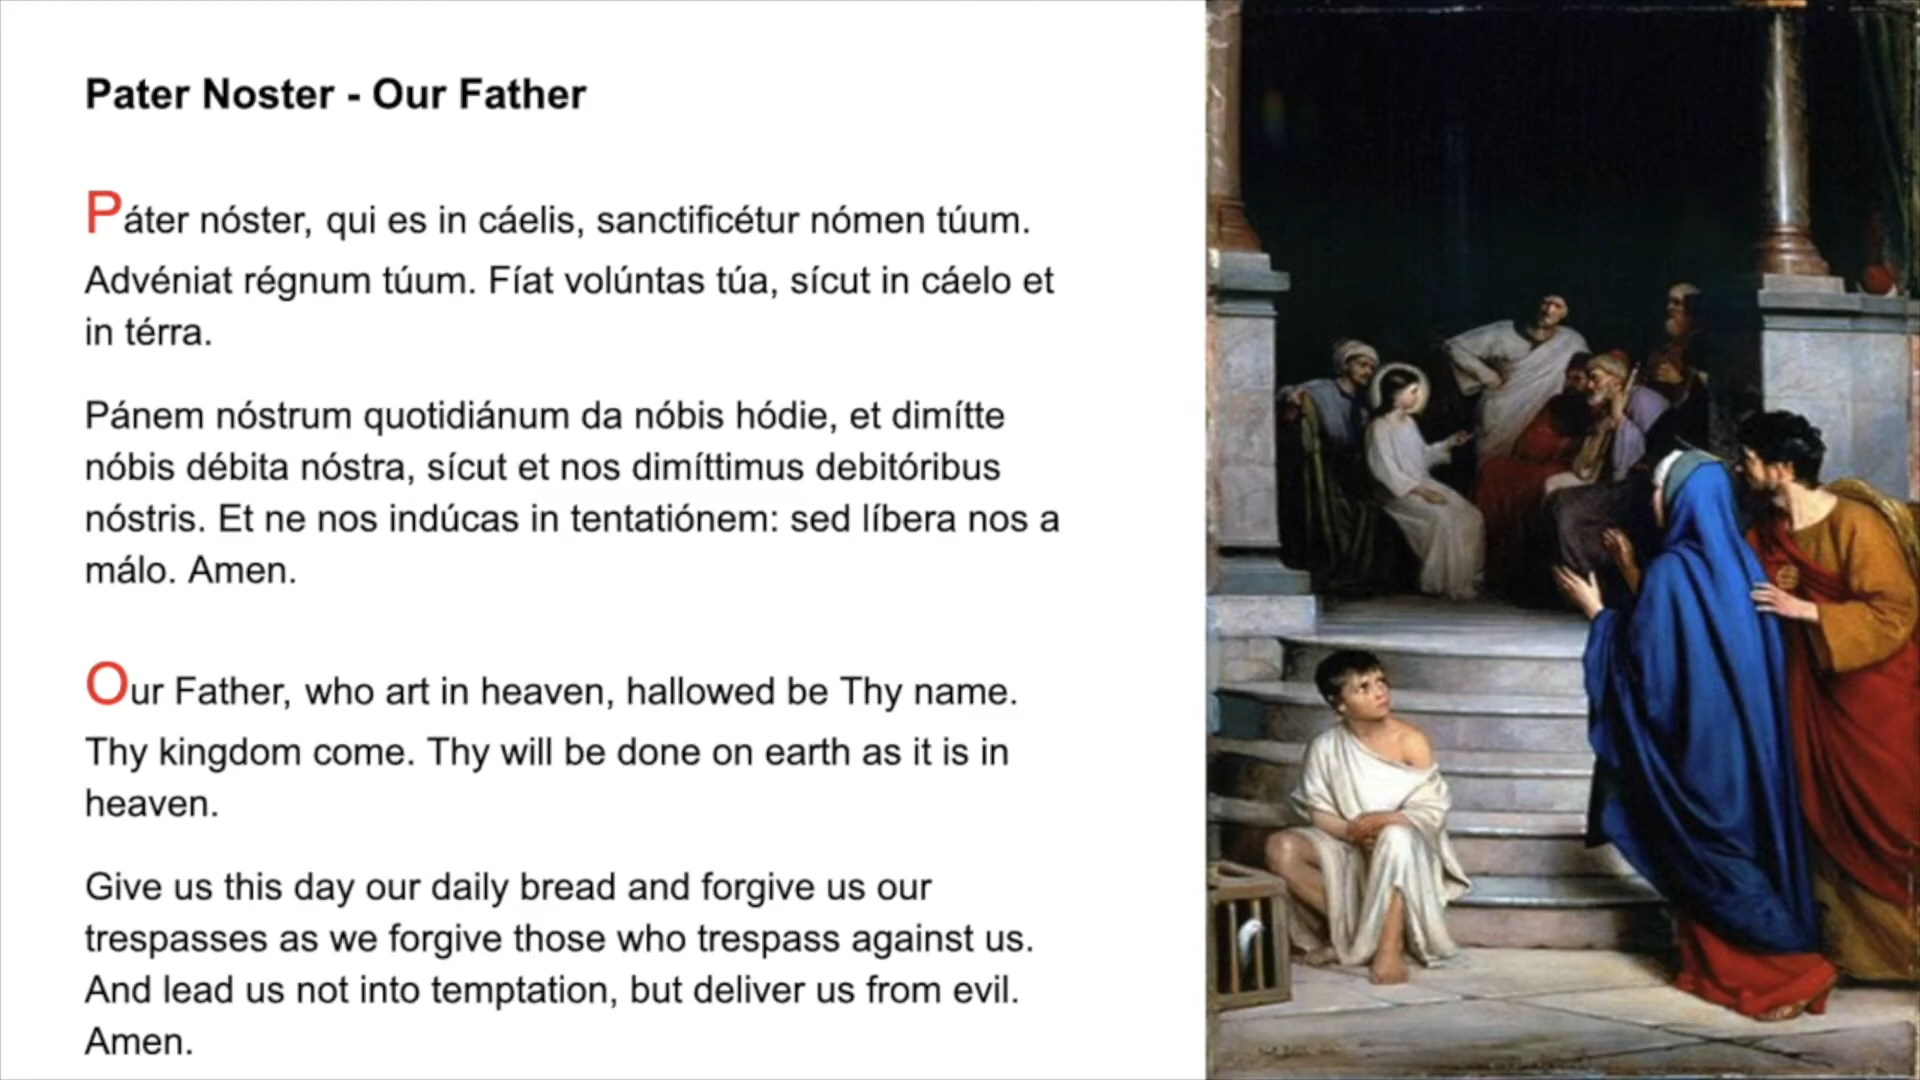 Pater Noster - Our Father
Páter nóster, qui es in cáelis, sanctificétur nómen túum.
Advéniat régnum túum. Fíat volúntas túa, sícut in cáelo et
in térra.
Pánem nóstrum quotidiánum da nóbis hódie, et dimítte
nóbis débita nóstra, sícut et nos dimíttimus debitóribus
nóstris. Et ne nos indúcas in tentatiónem: sed líbera nos a
málo. Amen.
Our Father, who art in heaven, hallowed be Thy name.
Thy kingdom come. Thy will be done on earth as it is in
heaven.
Give us this day our daily bread and forgive us our
trespasses as we forgive those who trespass against us.
And lead us not into temptation, but deliver us from evil.
Amen.